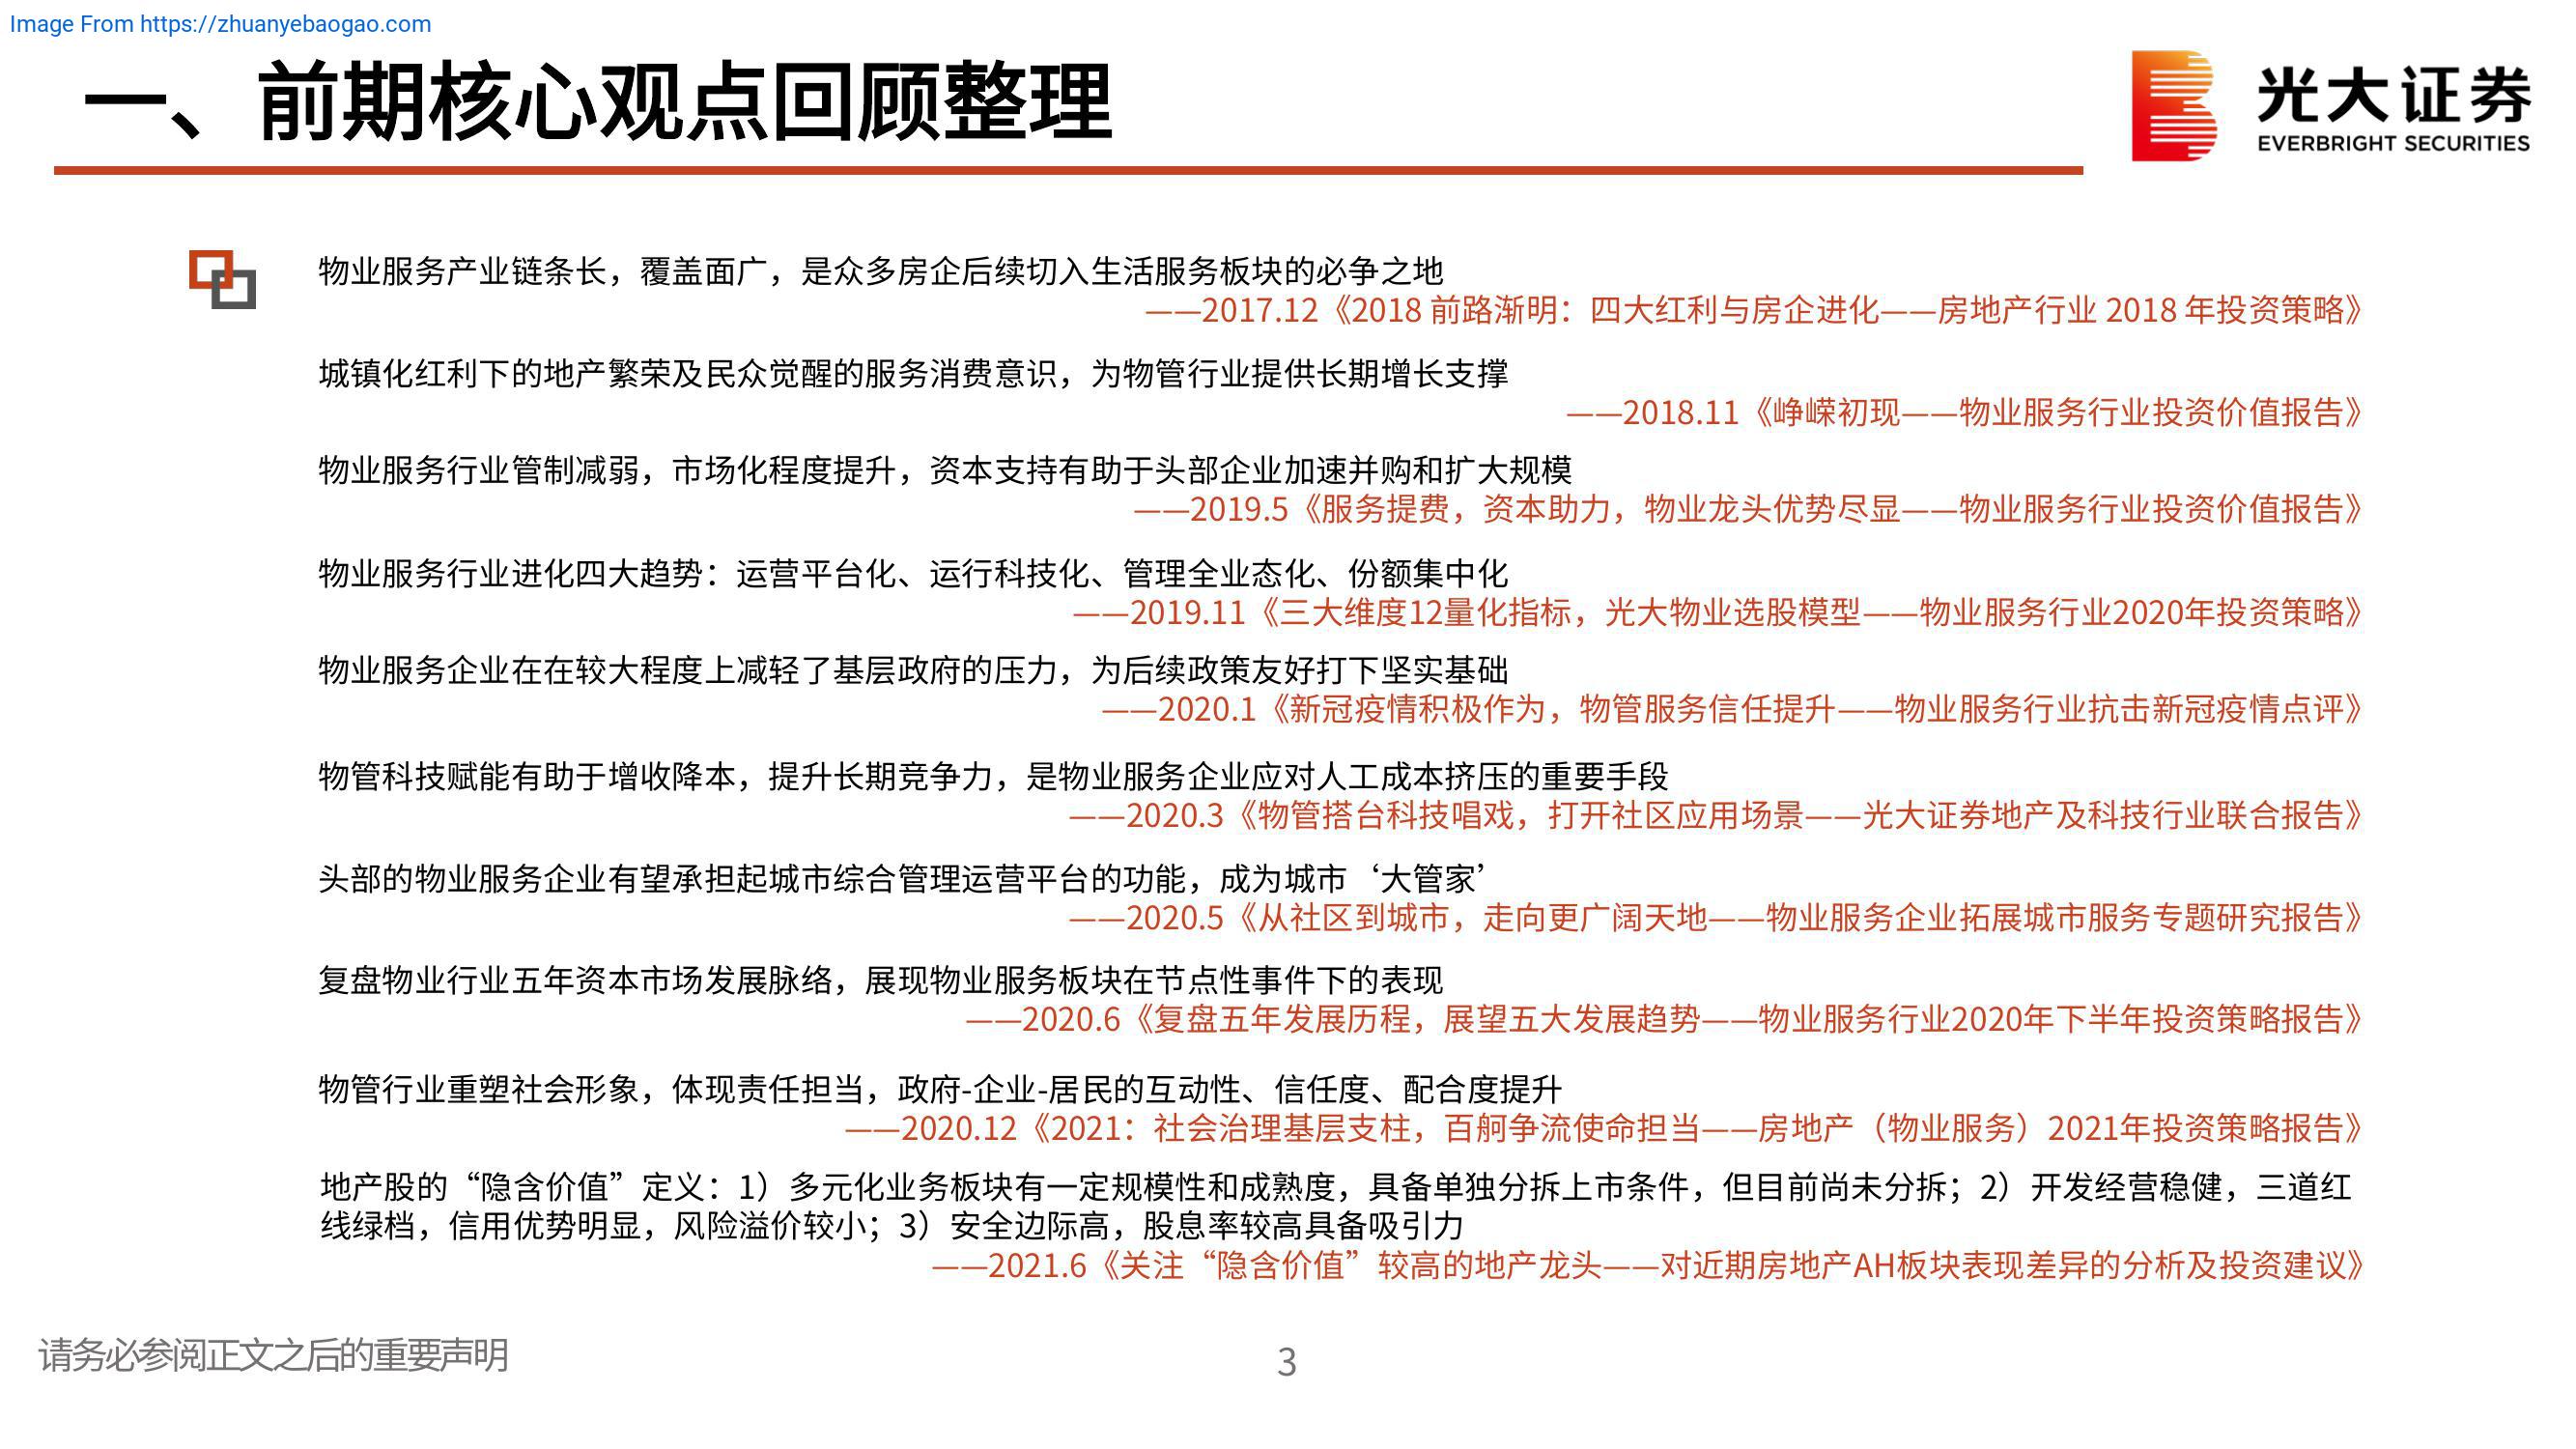 Image From https://zhuanyebaogao.com
一、前期核心观点回顾整理
光大证券
EVERBRIGHT SECURITIES
物业服务产业链条长，覆盖面广，是众多房企后续切入生活服务板块的必争之地
——2017.12《2018 前路渐明：四大红利与房企进化——房地产行业 2018 年投资策略》
城镇化红利下的地产繁荣及民众觉醒的服务消费意识，为物管行业提供长期增长支撑
——2018.11《峥嵘初现——物业服务行业投资价值报告》
物业服务行业管制减弱，市场化程度提升，资本支持有助于头部企业加速并购和扩大规模
——2019.5《服务提费，资本助力，物业龙头优势尽显——物业服务行业投资价值报告》
物业服务行业进化四大趋势：运营平台化、运行科技化、管理全业态化、份额集中化
——2019.11《三大维度12量化指标，光大物业选股模型——物业服务行业2020年投资策略》
物业服务企业在在较大程度上减轻了基层政府的压力，为后续政策友好打下坚实基础
——2020.1《新冠疫情积极作为，物管服务信任提升——物业服务行业抗击新冠疫情点评》
物管科技赋能有助于增收降本，提升长期竞争力，是物业服务企业应对人工成本挤压的重要手段
——2020.3《物管搭台科技唱戏，打开社区应用场景——光大证券地产及科技行业联合报告》
头部的物业服务企业有望承担起城市综合管理运营平台的功能，成为城市‘大管家’
——2020.5《从社区到城市，走向更广阔天地——物业服务企业拓展城市服务专题研究报告》
复盘物业行业五年资本市场发展脉络，展现物业服务板块在节点性事件下的表现
——2020.6《复盘五年发展历程，展望五大发展趋势——物业服务行业2020年下半年投资策略报告》
物管行业重塑社会形象，体现责任担当，政府-企业-居民的互动性、信任度、配合度提升
——2020.12《2021：社会治理基层支柱，百舸争流使命担当——房地产（物业服务）2021年投资策略报告》
地产股的“隐含价值”定义：1）多元化业务板块有一定规模性和成熟度，具备单独分拆上市条件，但目前尚未分拆；2）开发经营稳健，三道红
线绿档，信用优势明显，风险溢价较小；3）安全边际高，股息率较高具备吸引力
——2021.6《关注“隐含价值”较高的地产龙头——对近期房地产AH板块表现差异的分析及投资建议》
请务必参阅正文之后的重要声明
3